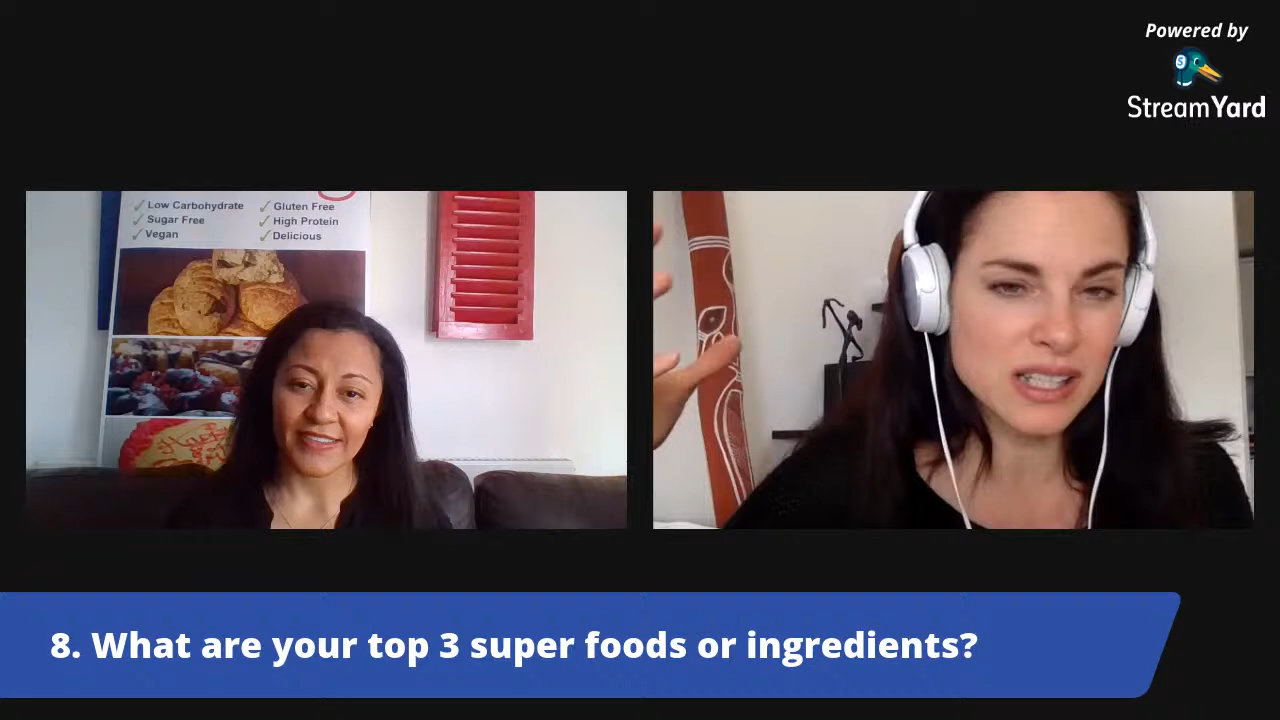 Powered by
StreamYard
Low Carbohydrate
Gluten Free
Sugar Free
High Protein
Vegan
Delicious
8. What are your top 3 super foods or ingredients?